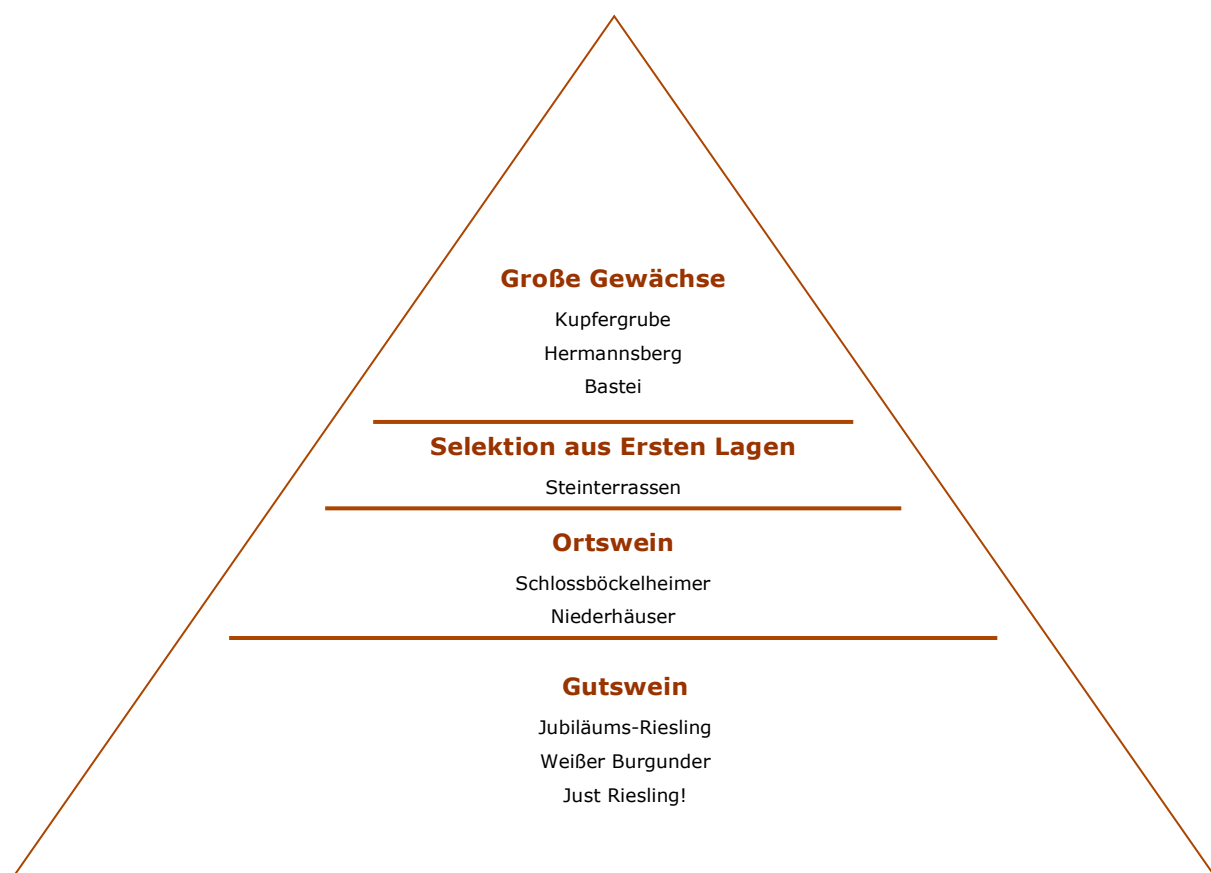 Große Gewächse
Kupfergrube
Hermannsberg
Bastei
Selektion aus Ersten Lagen
Steinterrassen
Ortswein
Schlossböckelheimer
Niederhäuser
Gutswein
Jubiläums-Riesling
Weißer Burgunder
Just Riesling!